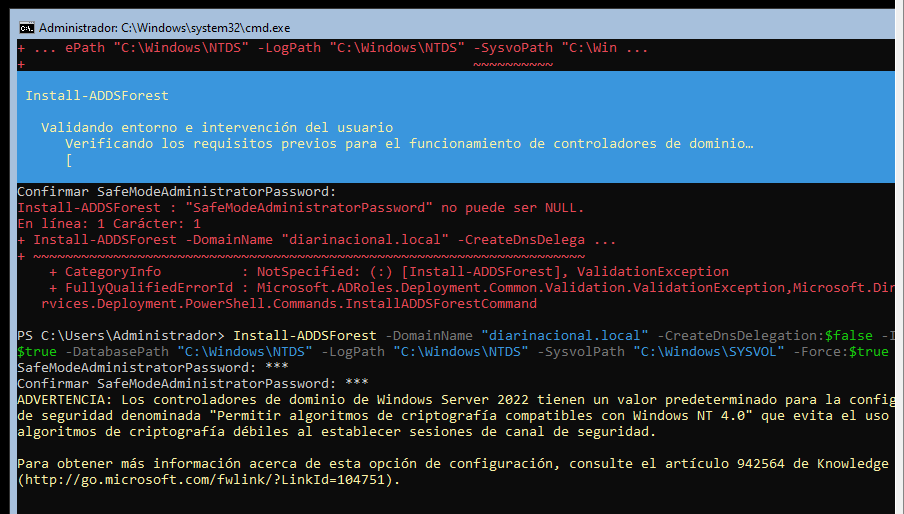 Administrador: C:\Windows\system32\cmd.exe
+ ... ePath "C:\Windows\NTDS" -LogPath "C:\Windows\NTDS" -SysvoPath "C:\Win ...
+ ~~~~~~~~~~
Install-ADDSForest
Validando entorno e intervención del usuario
Verificando los requisitos previos para el funcionamiento de controladores de dominio…
[
Confirmar SafeModeAdministratorPassword:
Install-ADDSForest : "SafeModeAdministratorPassword" no puede ser NULL.
En línea: 1 Carácter: 1
+ Install-ADDSForest -DomainName "diarinacional.local" -CreateDnsDelega ...
+ ~~~~~~~~~~~~~~~~~~~~~~~~~~~~~~~~~~~~~~~~~~~~~~~~~~~~~~~~~~~~~~~~~~~~~
+ CategoryInfo : NotSpecified: (:) [Install-ADDSForest], ValidationException
+ FullyQualifiedErrorId : Microsoft.ADRoles.Deployment.Common.Validation.ValidationException,Microsoft.Dir
rvices.Deployment.PowerShell.Commands.InstallADDSForestCommand
PS C:\Users\Administrador> Install-ADDSForest -DomainName "diarinacional.local" -CreateDnsDelegation:$false -I
$true -DatabasePath "C:\Windows\NTDS" -LogPath "C:\Windows\NTDS" -SysvolPath "C:\Windows\SYSVOL" -Force:$true
SafeModeAdministratorPassword: ***
Confirmar SafeModeAdministratorPassword: ***
ADVERTENCIA: Los controladores de dominio de Windows Server 2022 tienen un valor predeterminado para la config
de seguridad denominada "Permitir algoritmos de criptografía compatibles con Windows NT 4.0" que evita el uso
algoritmos de criptografía débiles al establecer sesiones de canal de seguridad.
Para obtener más información acerca de esta opción de configuración, consulte el artículo 942564 de Knowledge
(http://go.microsoft.com/fwlink/?LinkId=104751).